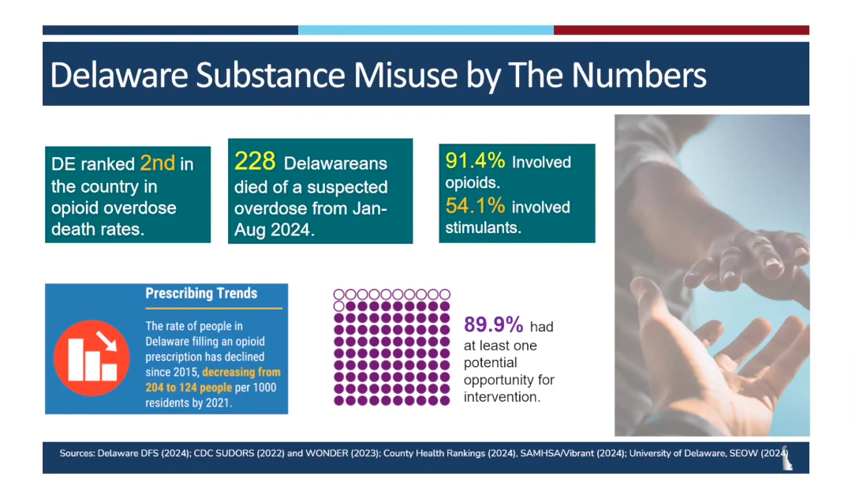 Delaware Substance Misuse by The Numbers
DE ranked 2nd in
the country in
opioid overdose
death rates.
228 Delawareans
died of a suspected
overdose from Jan-
Aug 2024.
91.4% Involved
opioids.
54.1% involved
stimulants.
Prescribing Trends
The rate of people in
Delaware filling an opioid
prescription has declined
since 2015, decreasing from
204 to 124 people per 1000
residents by 2021.
89.9% had
at least one
potential
opportunity for
intervention.
Sources: Delaware DFS (2024); CDC SUDORS (2022) and WONDER (2023); County Health Rankings (2024), SAMHSA/Vibrant (2024); University of Delaware, SEOW (2024)